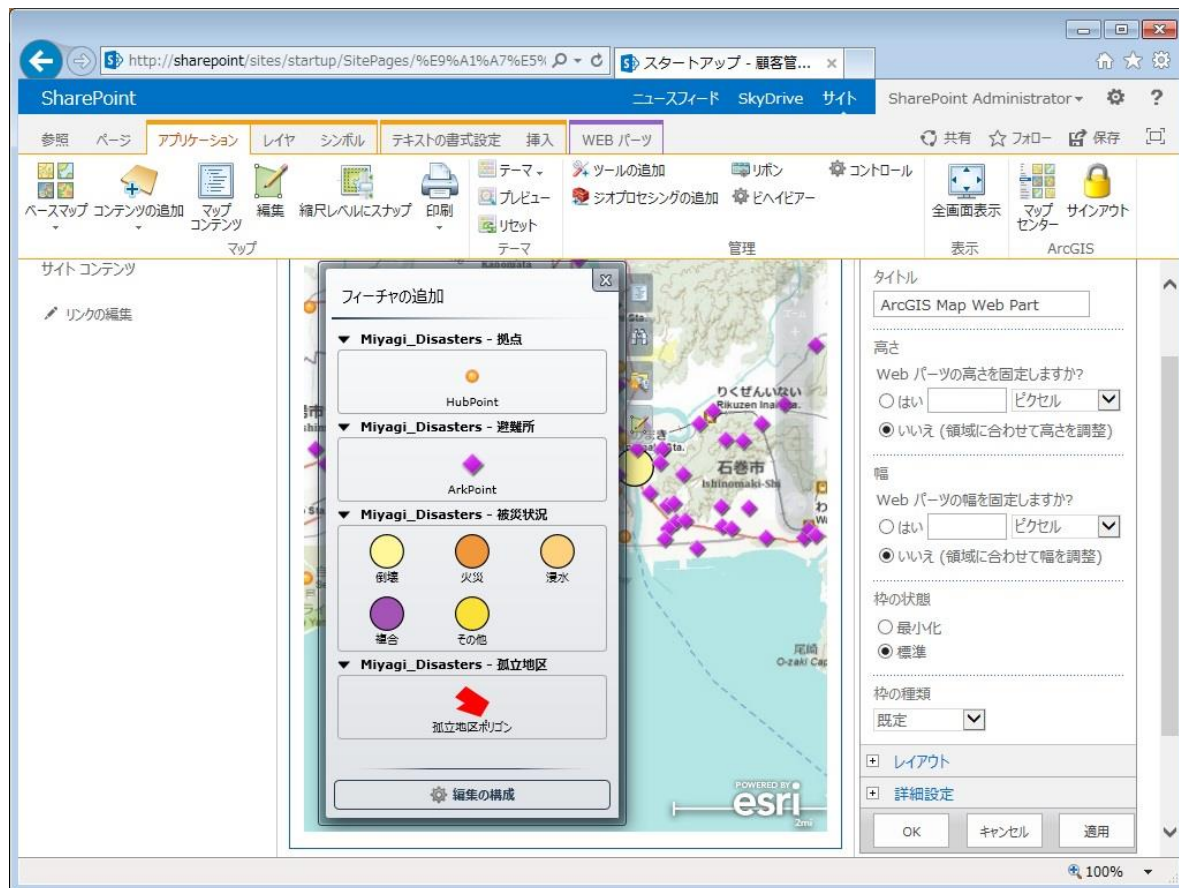 http://sharepoint/sites/startup/SitePages/%E9%A1%A7%E5%
スタートアップ - 顧客管...
SharePoint
ニュースフィード SkyDrive サイト SharePoint Administrator ?
参照 ページ アプリケーション レイヤ シンボル テキストの書式設定 挿入 WEB パーツ 共有 フォロー 保存
ベースマップ コンテンツの追加 マップ コンテンツ 編集 縮尺レベルにスナップ 印刷
テーマ
プレビュー
リセット
ツールの追加 リボン コントロール
ジオプロセシングの追加 ビヘイビアー
全画面表示 マップ センター サインアウト
マップ テーマ 管理 表示 ArcGIS
サイト コンテンツ
リンクの編集
フィーチャの追加
Miyagi_Disasters - 拠点
HubPoint
Miyagi_Disasters - 避難所
ArkPoint
Miyagi_Disasters - 被災状況
倒壊 火災 浸水
複合 その他
Miyagi_Disasters - 孤立地区
孤立地区ポリゴン
編集の構成
りくぜんいない
石巻市
Ishinomaki-Shi
尾崎
O-zaki Cap
POWERED BY
esri
2mi
タイトル
ArcGIS Map Web Part
高さ
Web パーツの高さを固定しますか?
はい ピクセル
いいえ (領域に合わせて高さを調整)
幅
Web パーツの幅を固定しますか?
はい ピクセル
いいえ (領域に合わせて幅を調整)
枠の状態
最小化
標準
枠の種類
既定
レイアウト
詳細設定
OK キャンセル 適用
100%